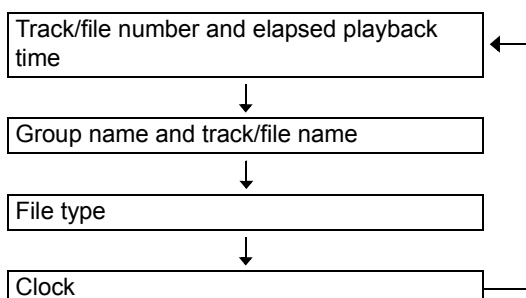 Track/file number and elapsed playback
time
Group name and track/file name
File type
Clock